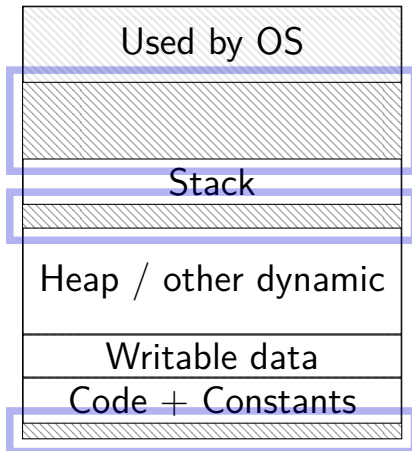 Used by OS
Stack
Heap / other dynamic
Writable data
Code + Constants